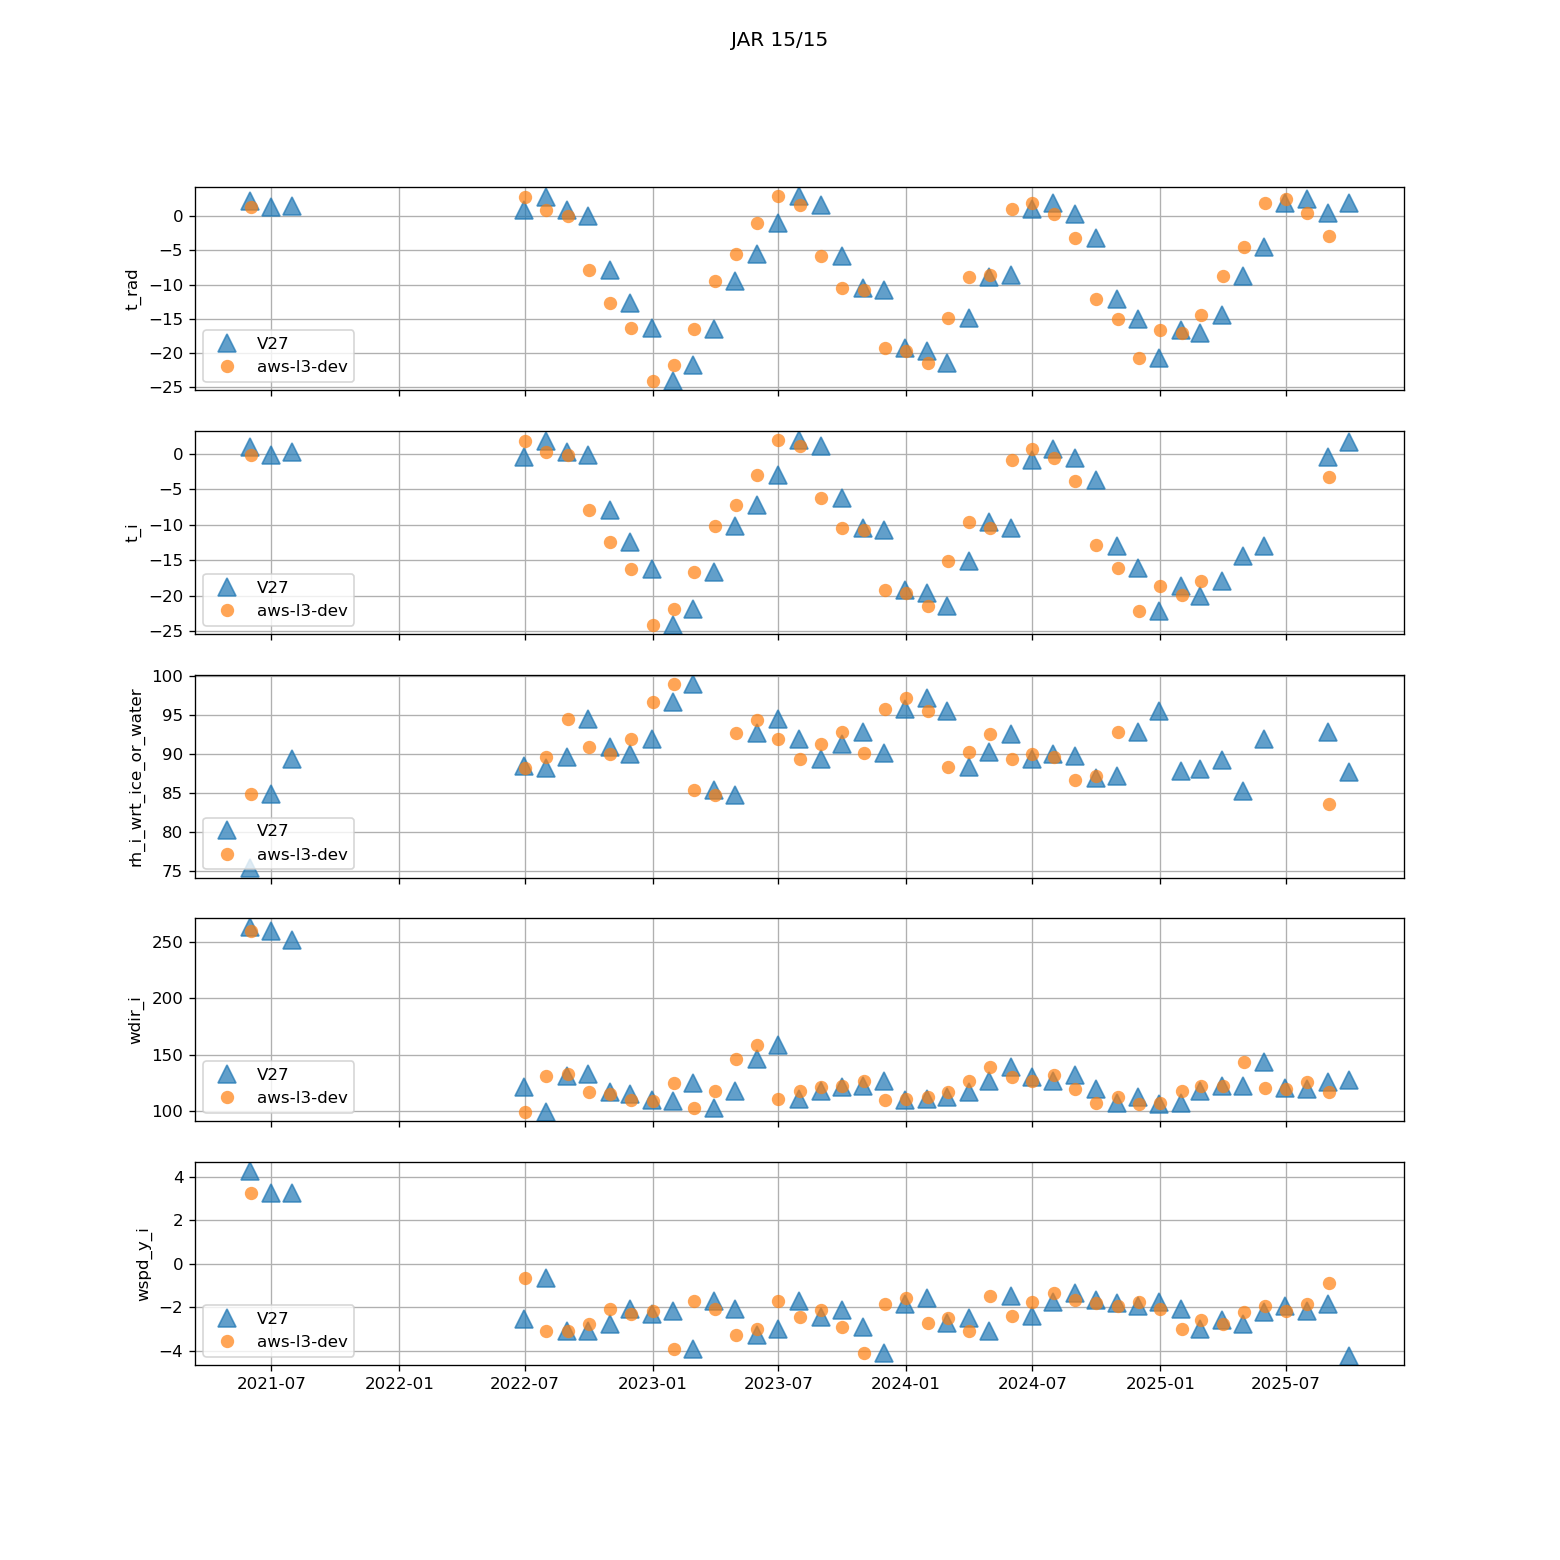 JAR 15/15
0
−5
−10
−15
−20
−25
t_rad
V27
aws-l3-dev
0
−5
−10
−15
−20
−25
t_i
V27
aws-l3-dev
100
95
90
85
80
75
rh_i_wrt_ice_or_water
V27
aws-l3-dev
250
200
150
100
wdir_i
V27
aws-l3-dev
4
2
0
−2
−4
wspd_y_i
V27
aws-l3-dev
2021-07 2022-01 2022-07 2023-01 2023-07 2024-01 2024-07 2025-01 2025-07